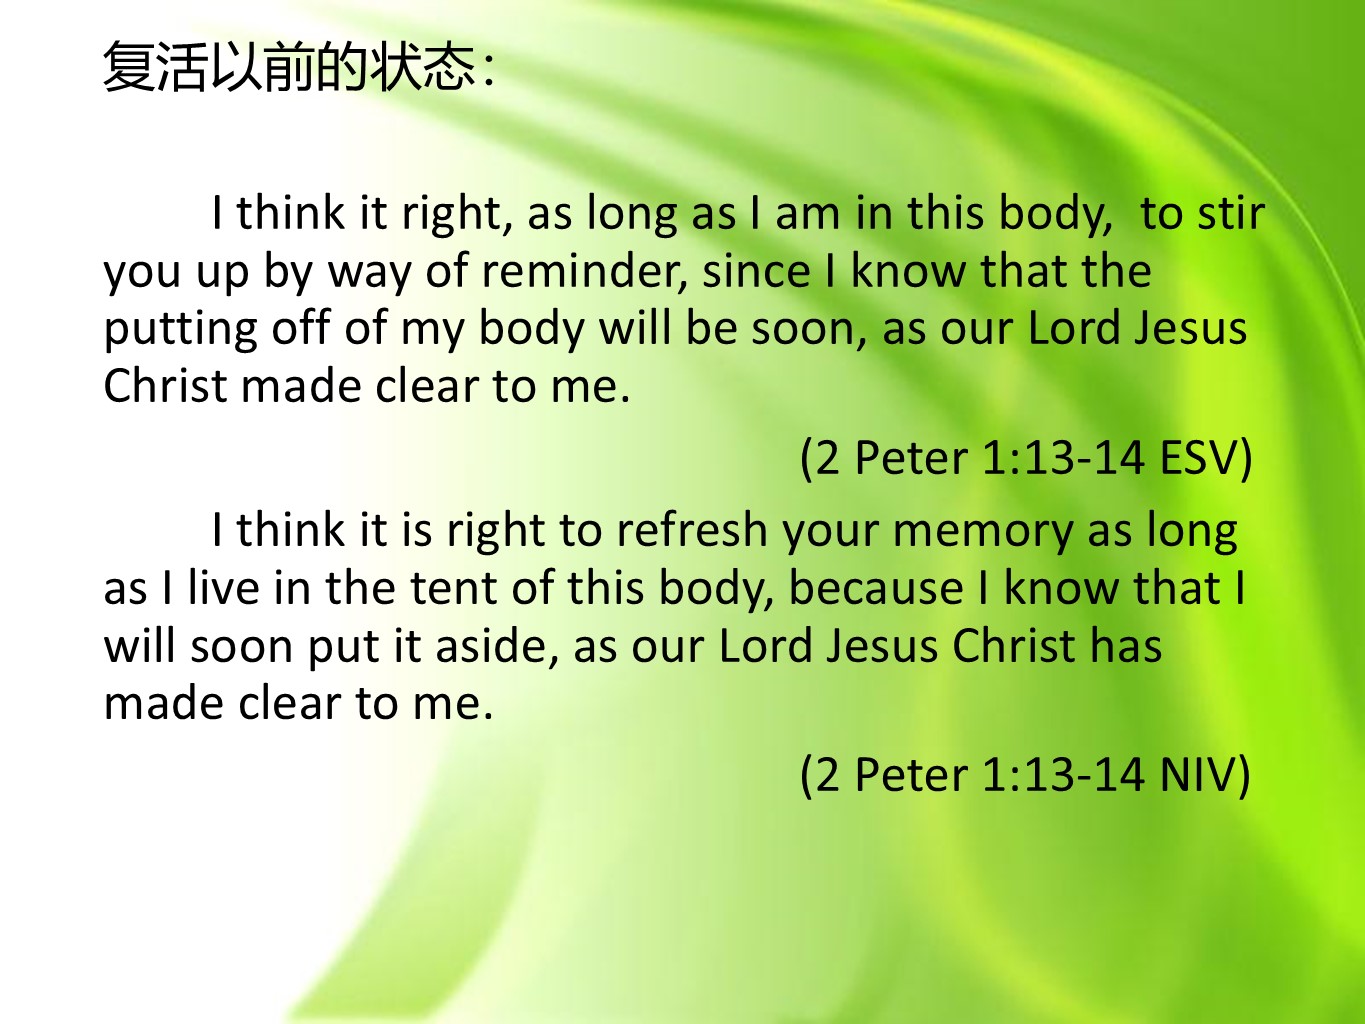 复活以前的状态：
I think it right, as long as I am in this body,  to stir
you up by way of reminder, since I know that the
putting off of my body will be soon, as our Lord Jesus
Christ made clear to me.
(2 Peter 1:13-14 ESV)
I think it is right to refresh your memory as long
as I live in the tent of this body, because I know that I
will soon put it aside, as our Lord Jesus Christ has
made clear to me.
(2 Peter 1:13-14 NIV)